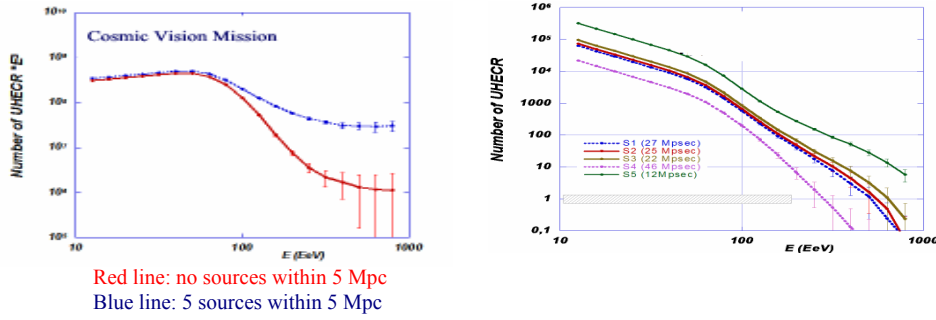 Cosmic Vision Mission
Number of UHECR *E³
10
100
1000
E (EeV)
Red line: no sources within 5 Mpc
Blue line: 5 sources within 5 Mpc
Number of UHECR
10⁶
10⁵
10⁴
1000
100
10
1
0,1
S1 (27 Mpsec)
S2 (25 Mpsec)
S3 (22 Mpsec)
S4 (46 Mpsec)
S5 (12Mpsec)
10
100
1000
E (EeV)